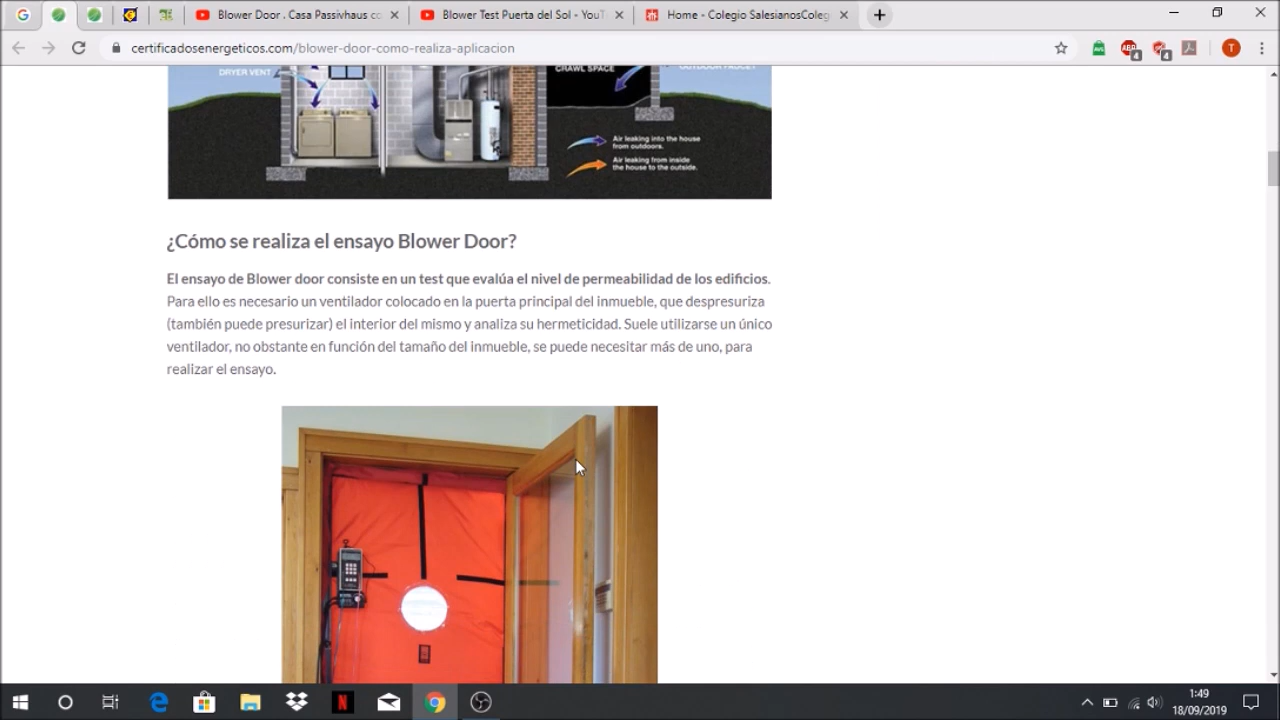 Blower Door . Casa Passivhaus co
Blower Test Puerta del Sol - YouT
Home - Colegio SalesianosColeg
certificadosenergeticos.com/blower-door-como-realiza-aplicacion
T
4
4
DRYER VENT
CRAWL SPACE
Air leaking into the house
from outdoors.
Air leaking from inside
the house to the outside.
¿Cómo se realiza el ensayo Blower Door?
El ensayo de Blower door consiste en un test que evalúa el nivel de permeabilidad de los edificios.
Para ello es necesario un ventilador colocado en la puerta principal del inmueble, que despresuriza
(también puede presurizar) el interior del mismo y analiza su hermeticidad. Suele utilizarse un único
ventilador, no obstante en función del tamaño del inmueble, se puede necesitar más de uno, para
realizar el ensayo.
1:49
18/09/2019